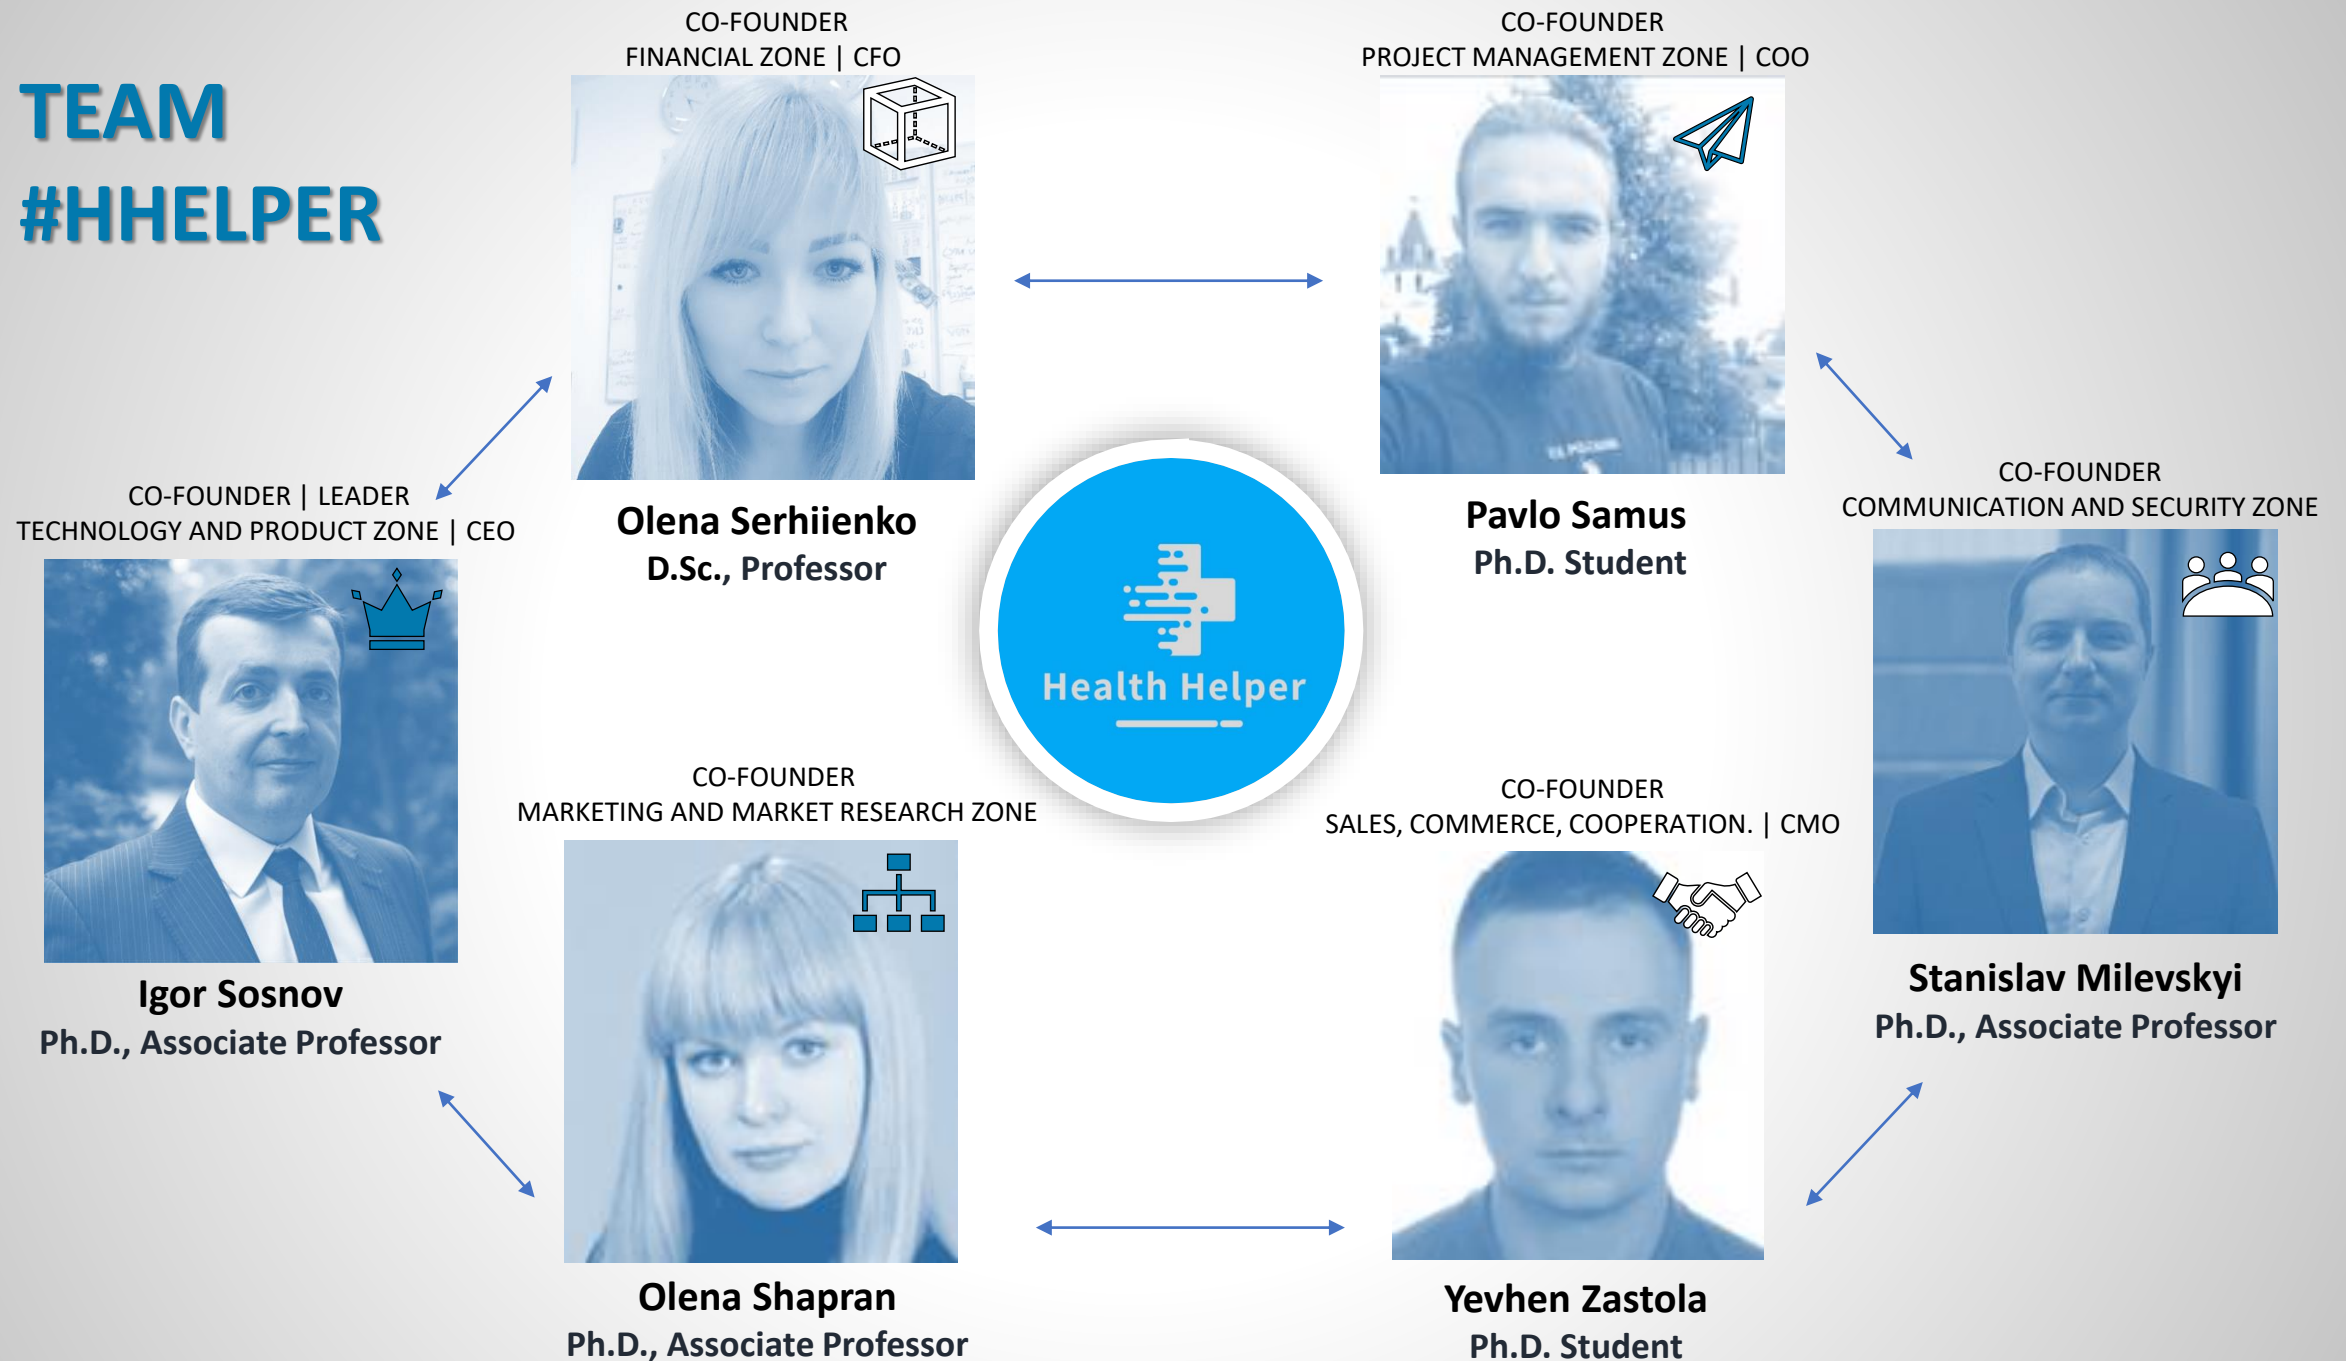 TEAM
#HHELPER
CO-FOUNDER
FINANCIAL ZONE | CFO
Olena Serhiienko
D.Sc., Professor
CO-FOUNDER
PROJECT MANAGEMENT ZONE | COO
Pavlo Samus
Ph.D. Student
CO-FOUNDER | LEADER
TECHNOLOGY AND PRODUCT ZONE | CEO
Igor Sosnov
Ph.D., Associate Professor
Health Helper
CO-FOUNDER
COMMUNICATION AND SECURITY ZONE
Stanislav Milevskyi
Ph.D., Associate Professor
CO-FOUNDER
MARKETING AND MARKET RESEARCH ZONE
Olena Shapran
Ph.D., Associate Professor
CO-FOUNDER
SALES, COMMERCE, COOPERATION. | CMO
Yevhen Zastola
Ph.D. Student